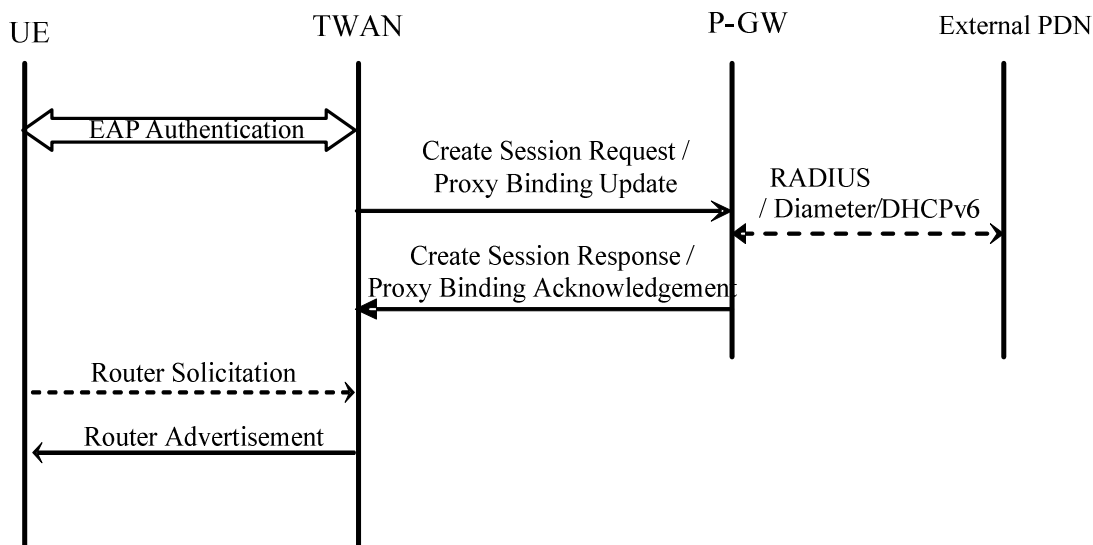 UE
TWAN
P-GW
External PDN
EAP Authentication
Create Session Request /
Proxy Binding Update
RADIUS
/ Diameter/DHCPv6
Create Session Response /
Proxy Binding Acknowledgement
Router Solicitation
Router Advertisement